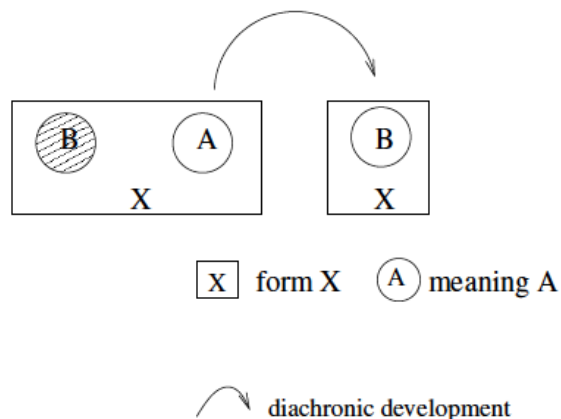 B A B
X X
X form X A meaning A
diachronic development